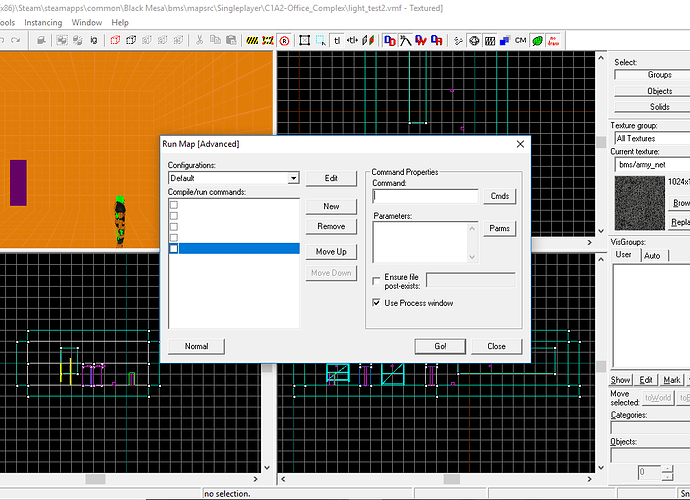 x86)\Steam\steamapps\common\Black Mesa\bms\mapsrc\Singleplayer\C1A2-Office_Complex\light_test2.vmf - Textured]
Tools Instancing Window Help
Select:
Groups
Objects
Solids
Texture group:
All Textures
Current texture:
bms/army_net
1024x1
Brow
Repla
VisGroups:
User Auto
Show Edit Mark
Move
selected: toWorld toE
Categories:
Objects:
0
Run Map [Advanced]
Configurations:
Default
Edit
Compile/run commands:
New
Remove
Move Up
Move Down
Command Properties
Command:
Cmds
Parameters:
Parms
Ensure file
post-exists:
Use Process window
Normal
Go!
Close
no selection.
Sn